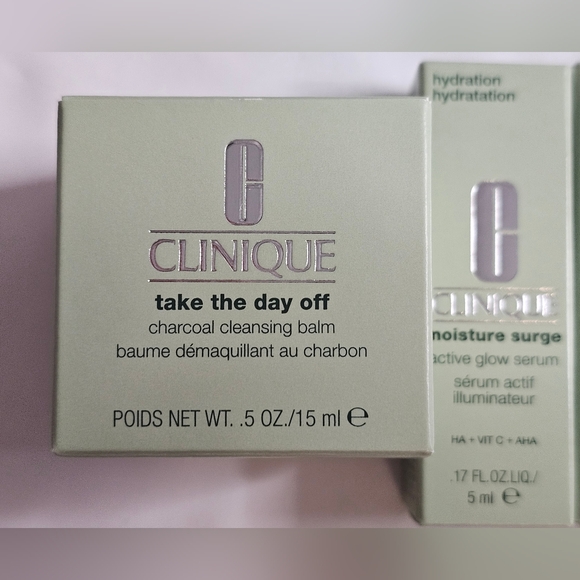 CLINIQUE
take the day off
charcoal cleansing balm
baume démaquillant au charbon
POIDS NET WT. .5 OZ./15 ml ℮
hydration
hydratation
CLINIQUE
moisture surge
active glow serum
sérum actif
illuminateur
HA + VIT C + AHA
.17 FL.OZ.LIQ./
5 ml ℮